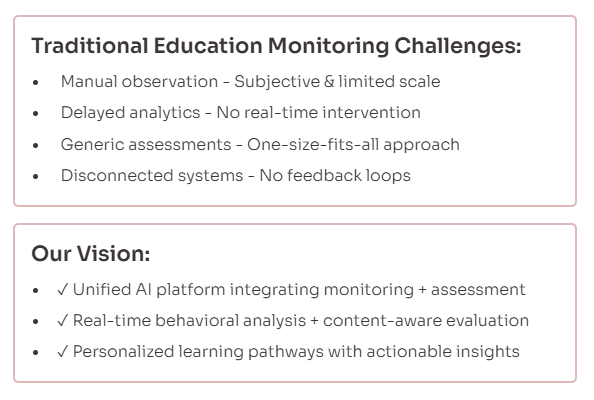 Traditional Education Monitoring Challenges:
• Manual observation - Subjective & limited scale
• Delayed analytics - No real-time intervention
• Generic assessments - One-size-fits-all approach
• Disconnected systems - No feedback loops
Our Vision:
• ✓ Unified AI platform integrating monitoring + assessment
• ✓ Real-time behavioral analysis + content-aware evaluation
• ✓ Personalized learning pathways with actionable insights